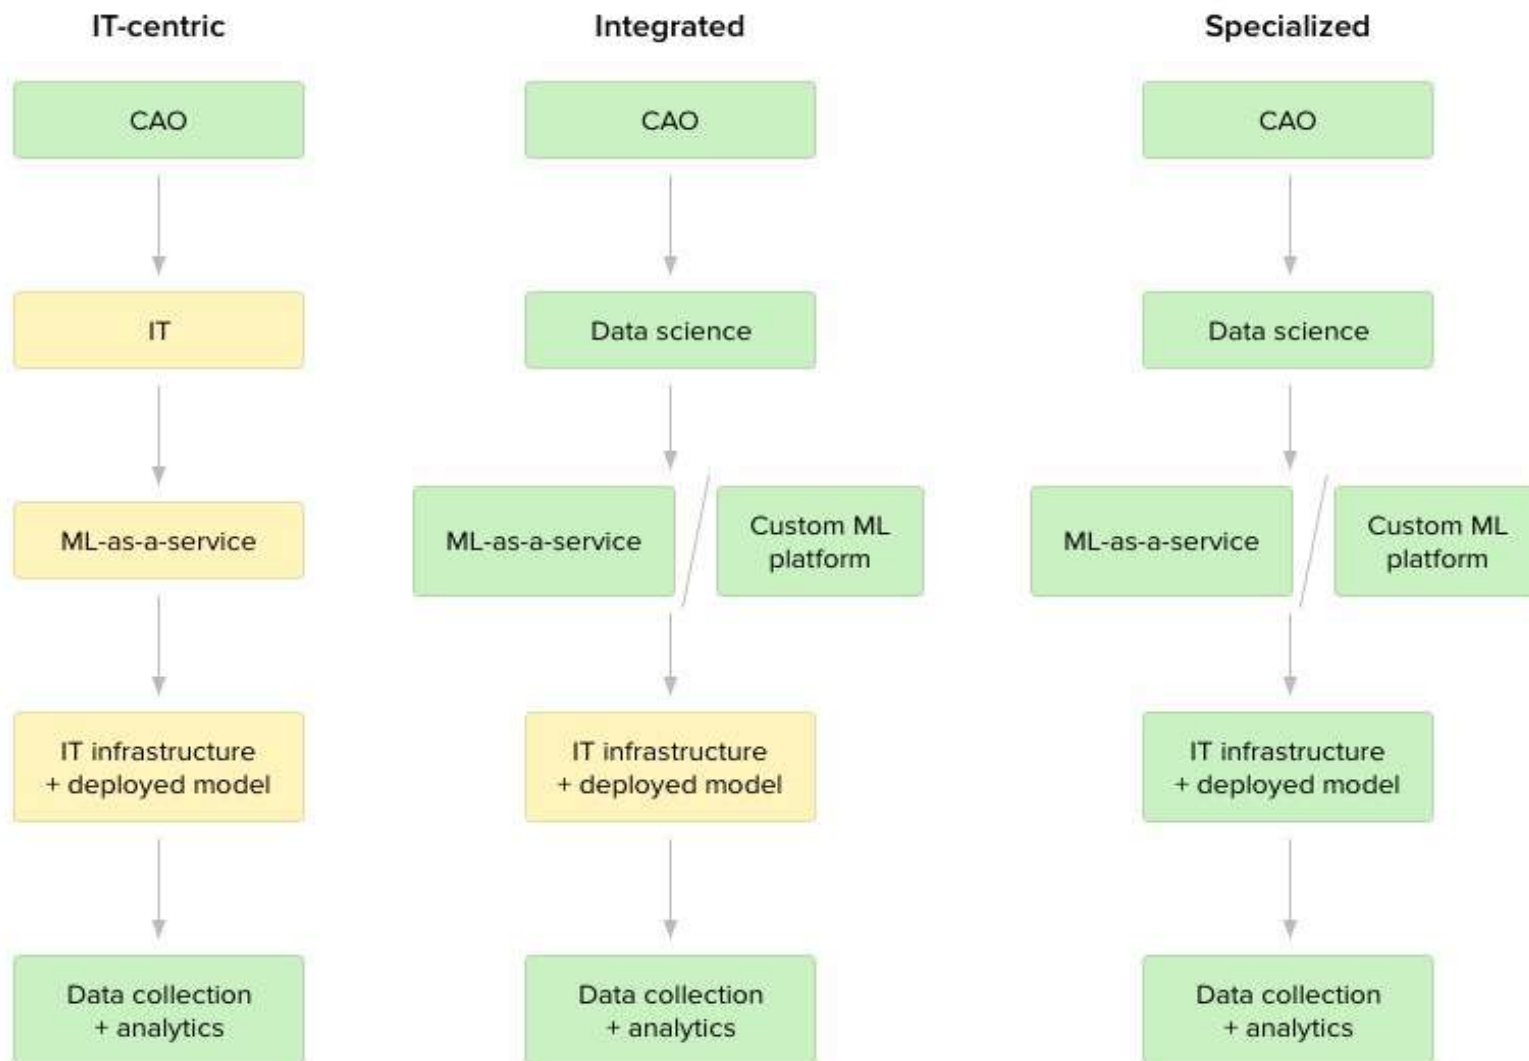 IT-centric
CAO
IT
ML-as-a-service
IT infrastructure
+ deployed model
Data collection
+ analytics
Integrated
CAO
Data science
ML-as-a-service
Custom ML
platform
IT infrastructure
+ deployed model
Data collection
+ analytics
Specialized
CAO
Data science
ML-as-a-service
Custom ML
platform
IT infrastructure
+ deployed model
Data collection
+ analytics